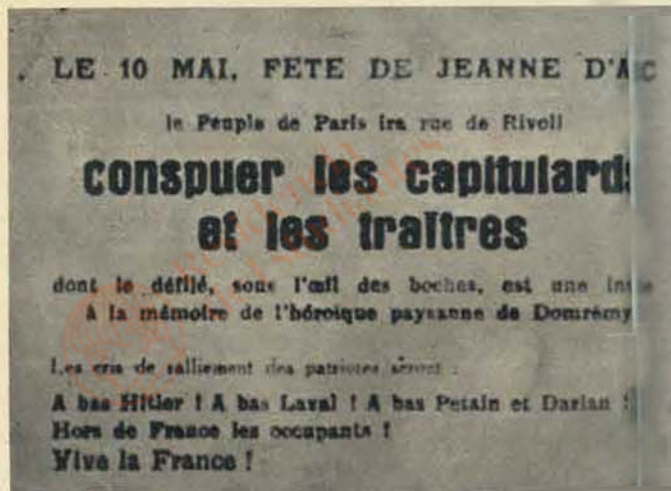 LE 10 MAI, FETE DE JEANNE D'A C
le Peuple de Paris ira rue de Rivoli
conspuer les capitulards
et les traîtres
dont le défilé, sous l'œil des boches, est une
à la mémoire de l'héroïque paysanne de Domrémy
Les cris de ralliement des patriotes seront :
A bas Hitler ! A bas Laval ! A bas Petain et Darlan !
Hors de France les occupants !
Vive la France !